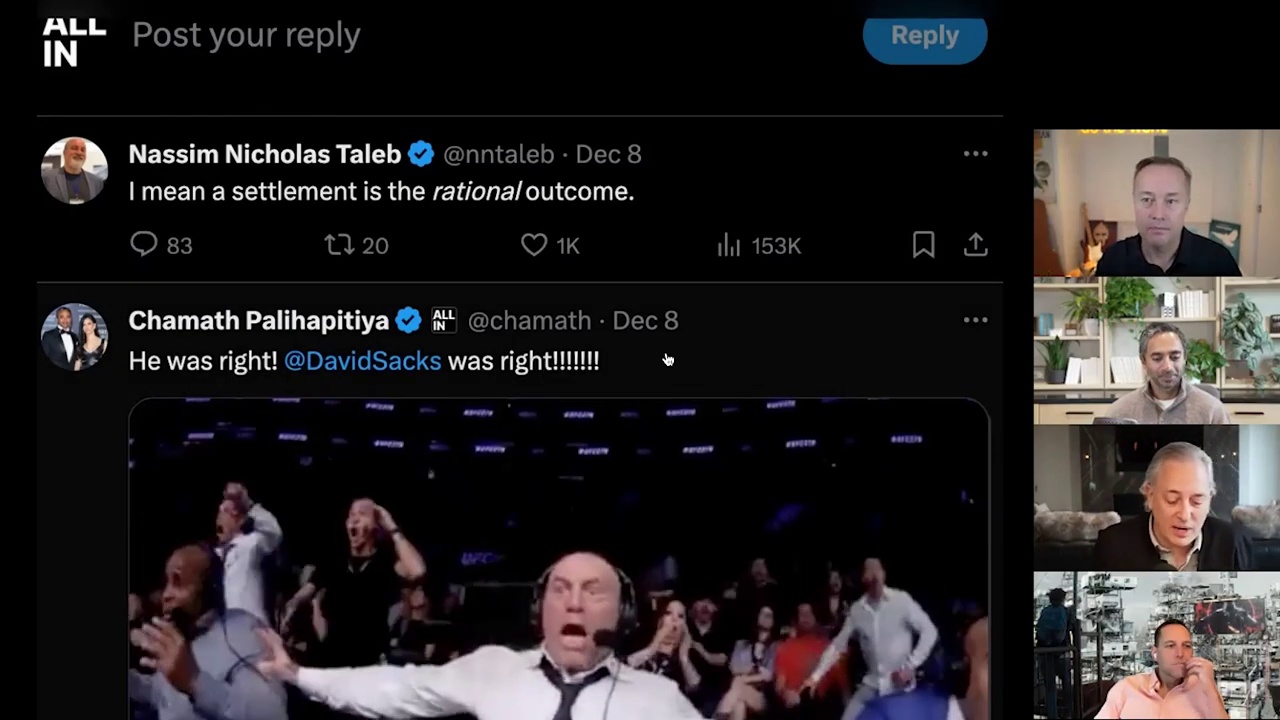 ALL
IN
Post your reply
Reply
Nassim Nicholas Taleb @nntaleb · Dec 8
I mean a settlement is the rational outcome.
83 20 1K 153K
Chamath Palihapitiya ALL IN @chamath · Dec 8
He was right! @DavidSacks was right!!!!!!!